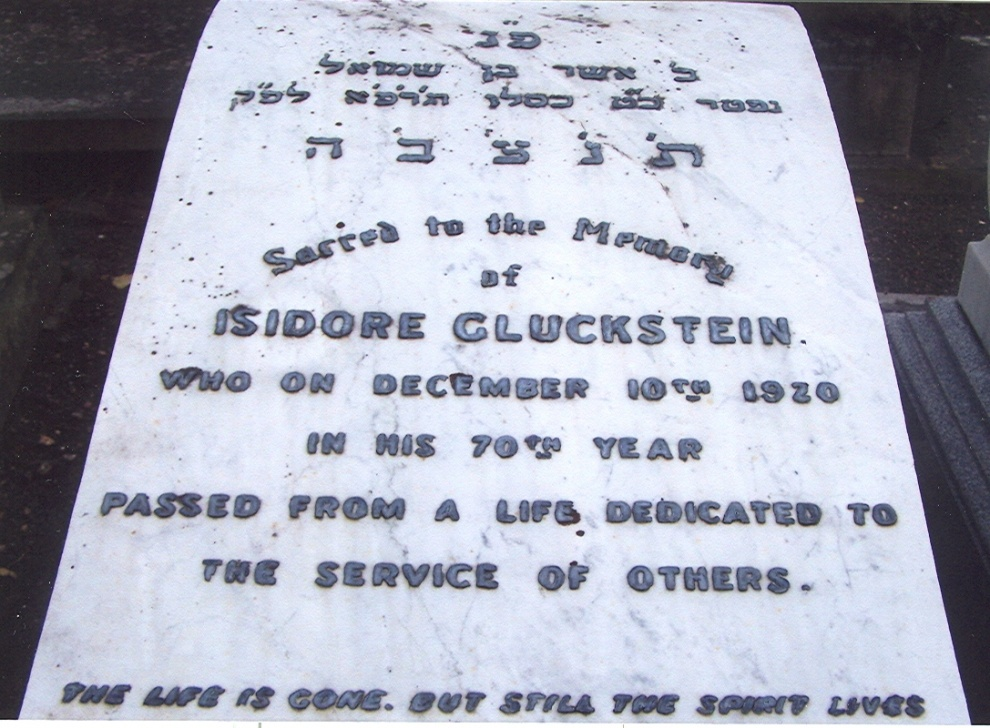 פ״נ
ר׳ אשר בן שמואל
נפטר כ״ט כסלו תרפ״א לפ״ק
ת׳ נ׳ צ׳ ב׳ ה
Sacred to the Memory
of
ISIDORE GLUCKSTEIN.
WHO ON DECEMBER 10TH 1920
IN HIS 70TH YEAR
PASSED FROM A LIFE DEDICATED TO
THE SERVICE OF OTHERS.
THE LIFE IS GONE. BUT STILL THE SPIRIT LIVES